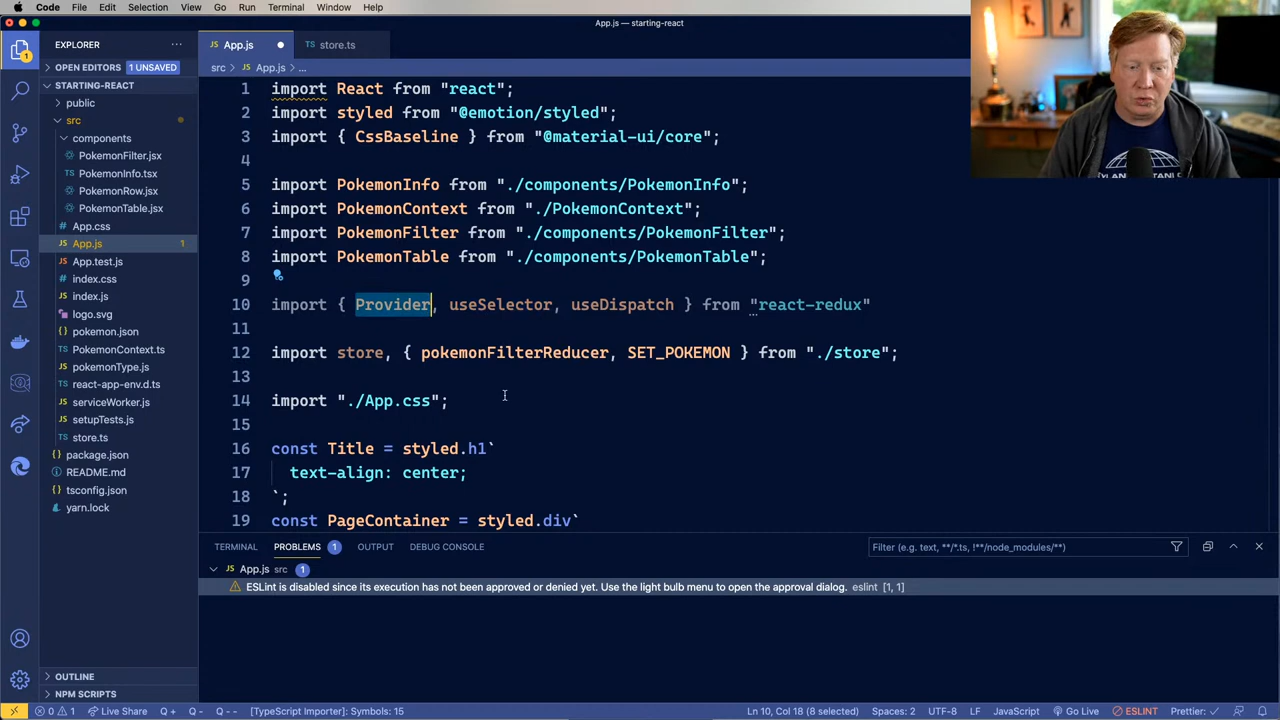 Code File Edit Selection View Go Run Terminal Window Help
App.js — starting-react
EXPLORER
App.js
store.ts
OPEN EDITORS 1 UNSAVED
src > App.js > ...
STARTING-REACT
public
src
components
PokemonFilter.jsx
PokemonInfo.tsx
PokemonRow.jsx
PokemonTable.jsx
App.css
App.js 1
App.test.js
index.css
index.js
logo.svg
pokemon.json
PokemonContext.ts
pokemonType.js
react-app-env.d.ts
serviceWorker.js
setupTests.js
store.ts
package.json
README.md
tsconfig.json
yarn.lock
OUTLINE
NPM SCRIPTS
1 import React from "react";
2 import styled from "@emotion/styled";
3 import { CssBaseline } from "@material-ui/core";
4
5 import PokemonInfo from "./components/PokemonInfo";
6 import PokemonContext from "./PokemonContext";
7 import PokemonFilter from "./components/PokemonFilter";
8 import PokemonTable from "./components/PokemonTable";
9
10 import { Provider, useSelector, useDispatch } from "react-redux"
11
12 import store, { pokemonFilterReducer, SET_POKEMON } from "./store";
13
14 import "./App.css";
15
16 const Title = styled.h1`
17 text-align: center;
18 `;
19 const PageContainer = styled.div`
TERMINAL PROBLEMS 1 OUTPUT DEBUG CONSOLE
Filter (e.g. text, **/*.ts, !**/node_modules/**)
App.js src 1
ESLint is disabled since its execution has not been approved or denied yet. Use the light bulb menu to open the approval dialog. eslint [1, 1]
0 1 Live Share Q + Q - Q - - [TypeScript Importer]: Symbols: 15 Ln 10, Col 18 (8 selected) Spaces: 2 UTF-8 LF JavaScript Go Live ESLINT Prettier: ✓